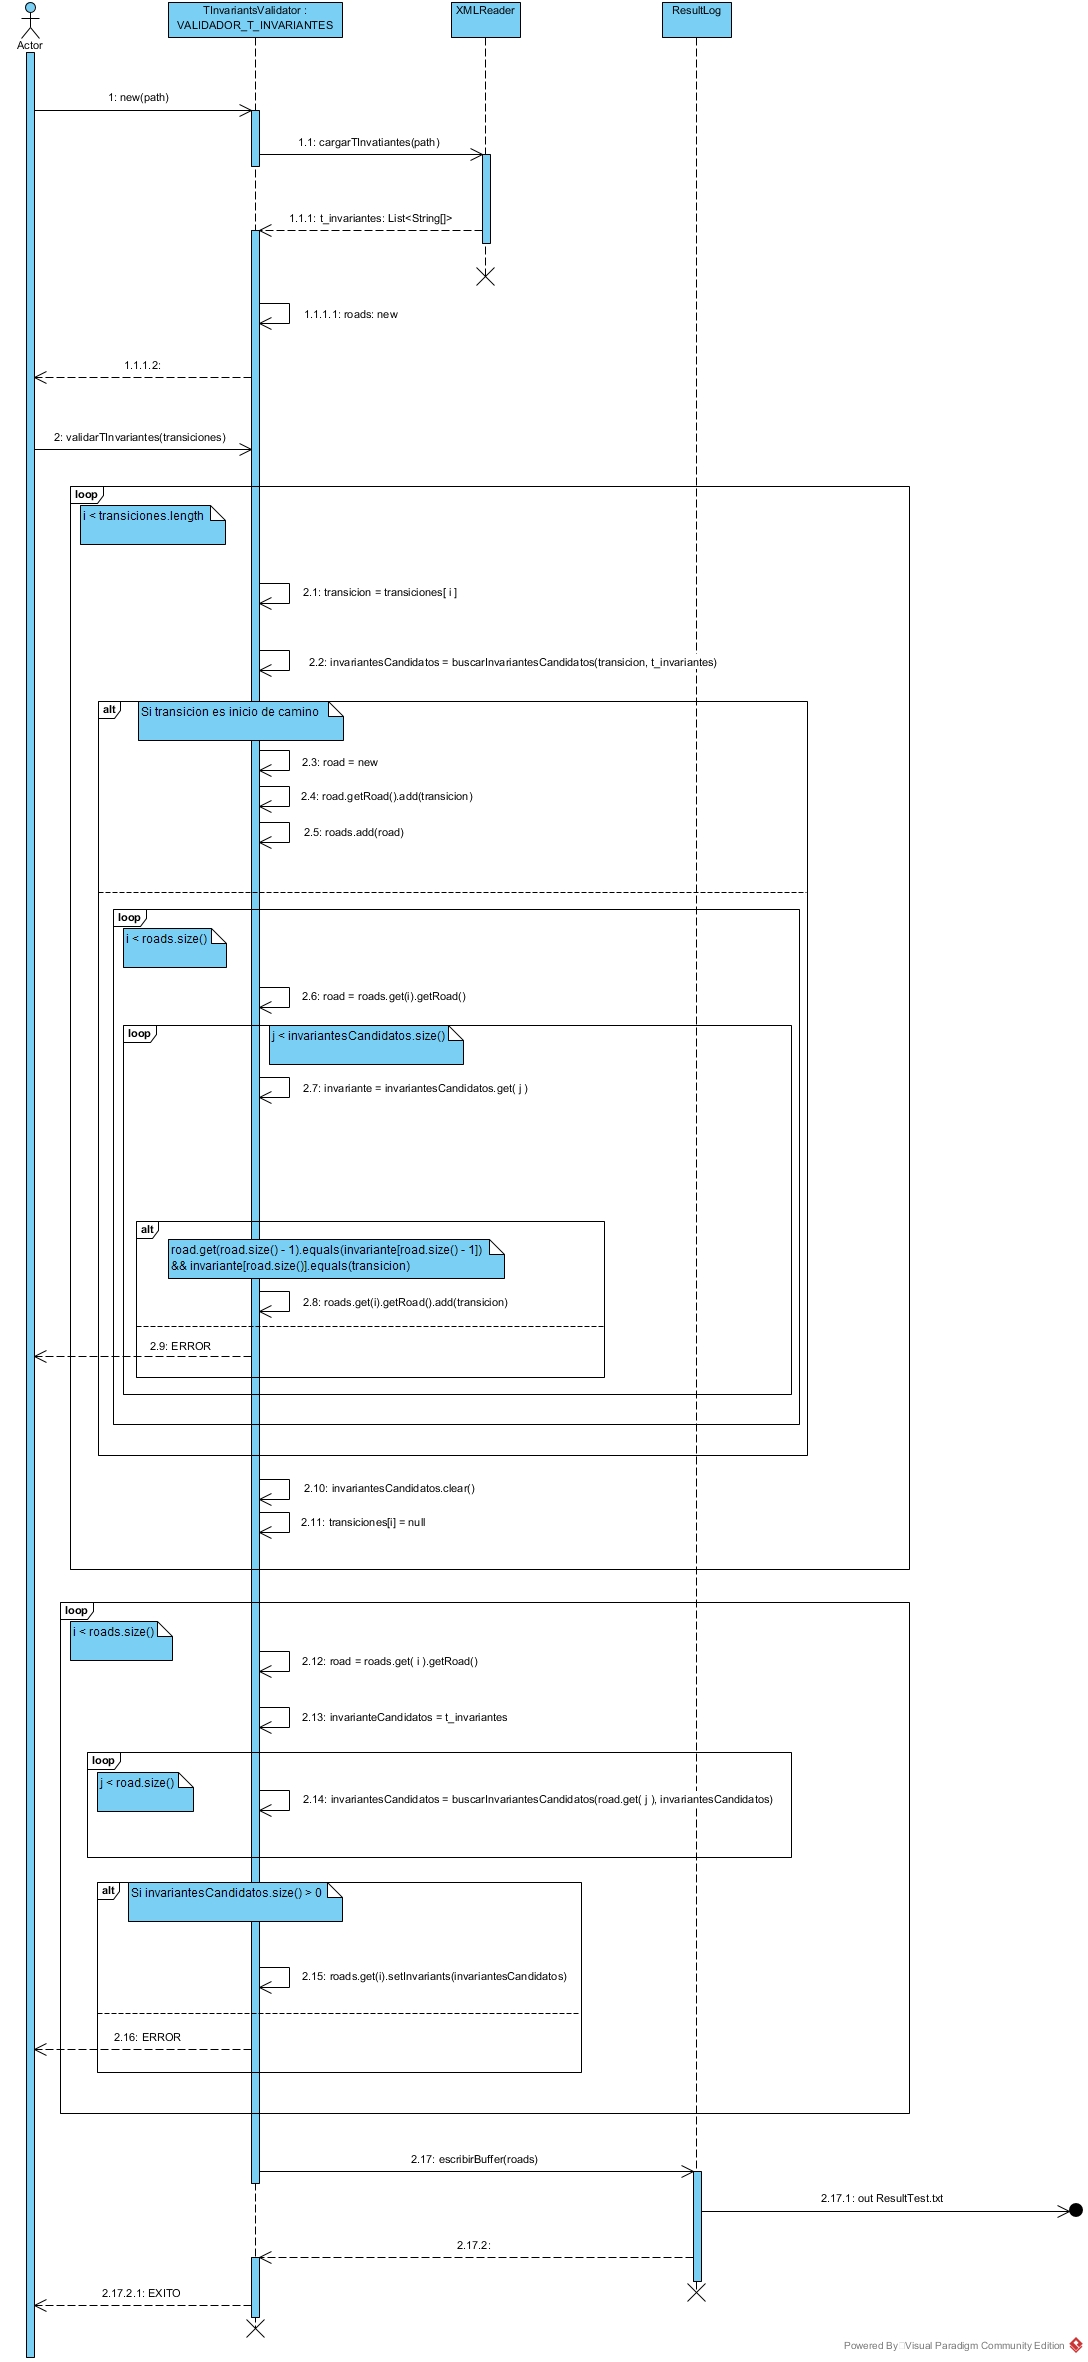 TInvariantsValidator :
VALIDADOR_T_INVARIANTES
XMLReader
ResultLog
Actor
1: new(path)
1.1: cargarTInvatiantes(path)
1.1.1: t_invariantes: List<String[]>
1.1.1.1: roads: new
1.1.1.2:
2: validarTInvariantes(transiciones)
loop
i < transiciones.length
2.1: transicion = transiciones[ i ]
2.2: invariantesCandidatos = buscarInvariantesCandidatos(transicion, t_invariantes)
alt
Si transicion es inicio de camino
2.3: road = new
2.4: road.getRoad().add(transicion)
2.5: roads.add(road)
loop
i < roads.size()
2.6: road = roads.get(i).getRoad()
loop
j < invariantesCandidatos.size()
2.7: invariante = invariantesCandidatos.get( j )
alt
road.get(road.size() - 1).equals(invariante[road.size() - 1])
&& invariante[road.size()].equals(transicion)
2.8: roads.get(i).getRoad().add(transicion)
2.9: ERROR
2.10: invariantesCandidatos.clear()
2.11: transiciones[i] = null
loop
i < roads.size()
2.12: road = roads.get( i ).getRoad()
2.13: invarianteCandidatos = t_invariantes
loop
j < road.size()
2.14: invariantesCandidatos = buscarInvariantesCandidatos(road.get( j ), invariantesCandidatos)
alt
Si invariantesCandidatos.size() > 0
2.15: roads.get(i).setInvariants(invariantesCandidatos)
2.16: ERROR
2.17: escribirBuffer(roads)
2.17.1: out ResultTest.txt
2.17.2:
2.17.2.1: EXITO
Powered By Visual Paradigm Community Edition